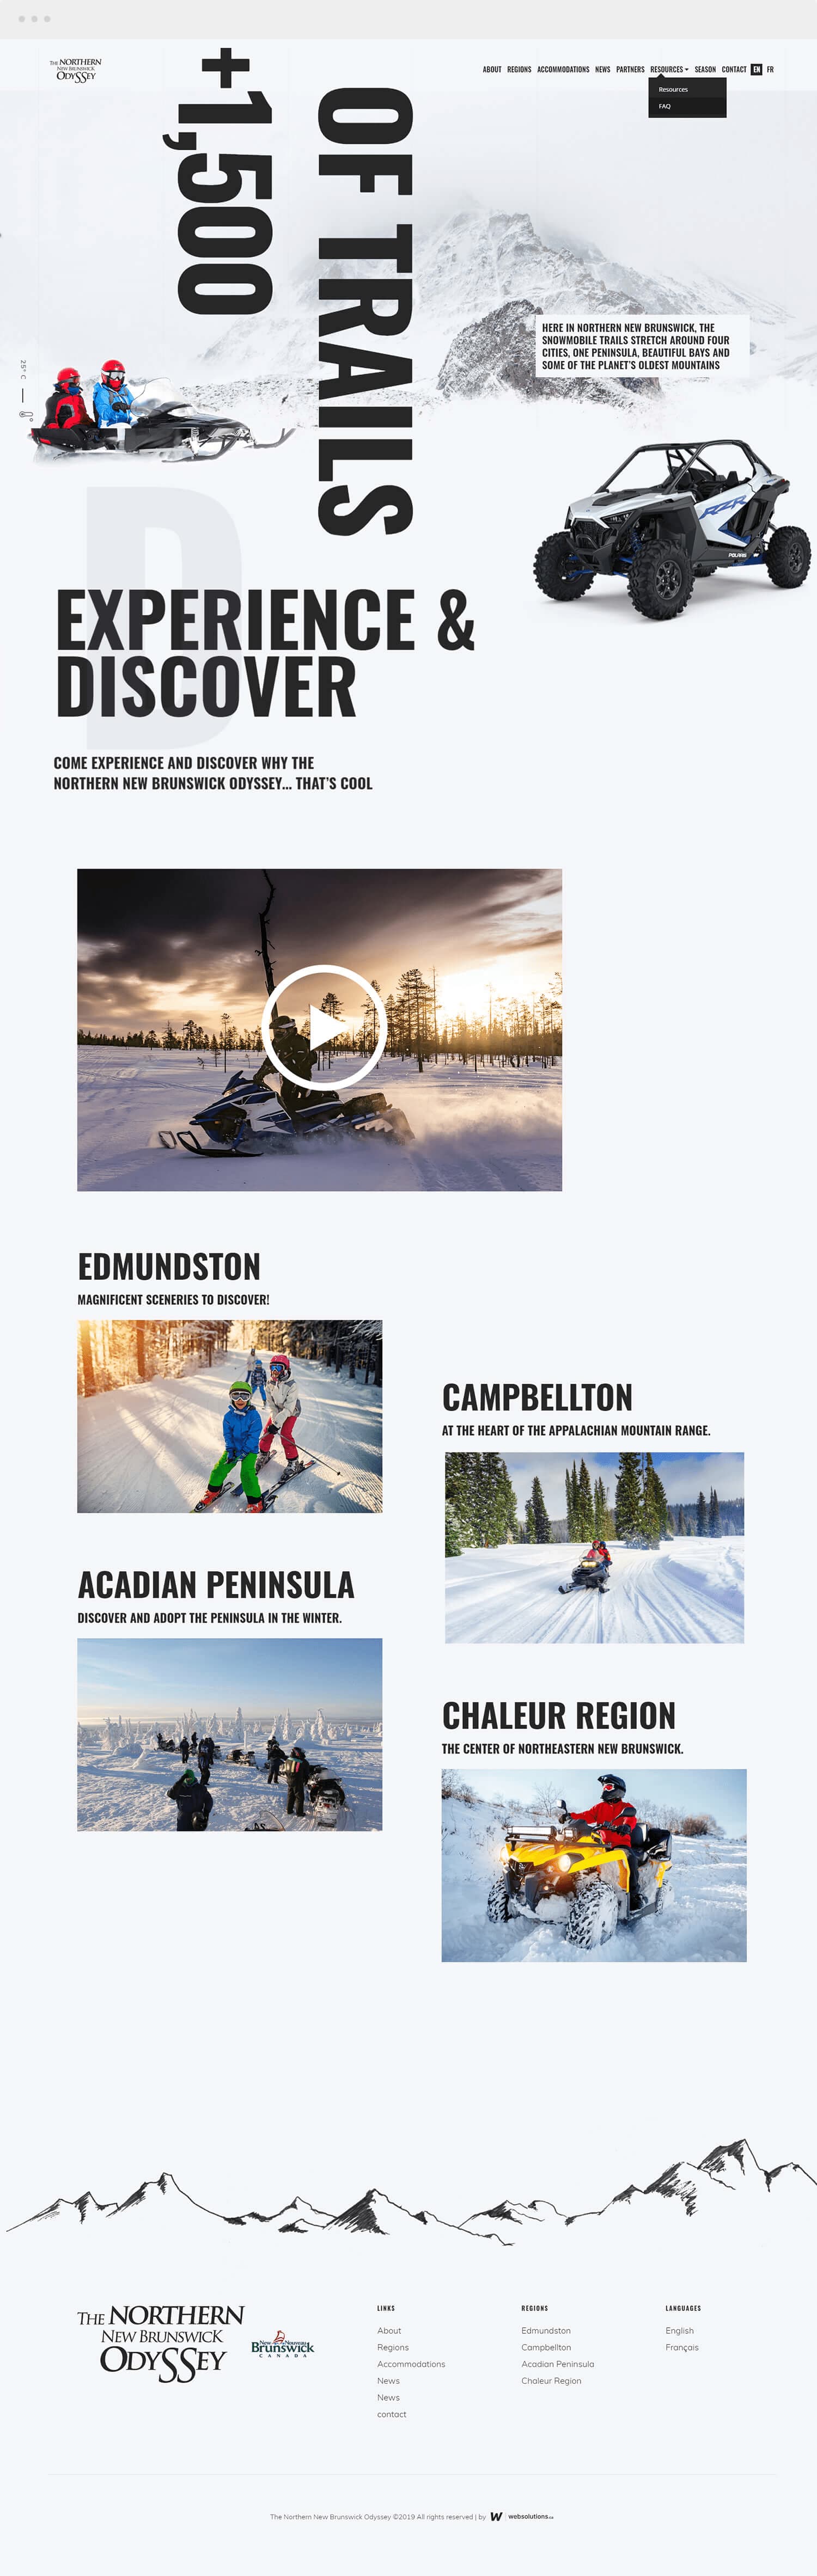 THE NORTHERN
NEW BRUNSWICK
ODYSSEY
ABOUT REGIONS ACCOMMODATIONS NEWS PARTNERS RESOURCES SEASON CONTACT EN FR
Resources
FAQ
+1,500
OF TRAILS
HERE IN NORTHERN NEW BRUNSWICK, THE
SNOWMOBILE TRAILS STRETCH AROUND FOUR
CITIES, ONE PENINSULA, BEAUTIFUL BAYS AND
SOME OF THE PLANET'S OLDEST MOUNTAINS
25° C
RZR
POLARIS
D
EXPERIENCE &
DISCOVER
COME EXPERIENCE AND DISCOVER WHY THE
NORTHERN NEW BRUNSWICK ODYSSEY... THAT'S COOL
EDMUNDSTON
MAGNIFICENT SCENERIES TO DISCOVER!
CAMPBELLTON
AT THE HEART OF THE APPALACHIAN MOUNTAIN RANGE.
ACADIAN PENINSULA
DISCOVER AND ADOPT THE PENINSULA IN THE WINTER.
CHALEUR REGION
THE CENTER OF NORTHEASTERN NEW BRUNSWICK.
THE NORTHERN
NEW BRUNSWICK
ODYSSEY
New Nouveau
Brunswick
CANADA
LINKS
About
Regions
Accommodations
News
News
contact
REGIONS
Edmundston
Campbellton
Acadian Peninsula
Chaleur Region
LANGUAGES
English
Français
The Northern New Brunswick Odyssey ©2019 All rights reserved | by W | websolutions.ca